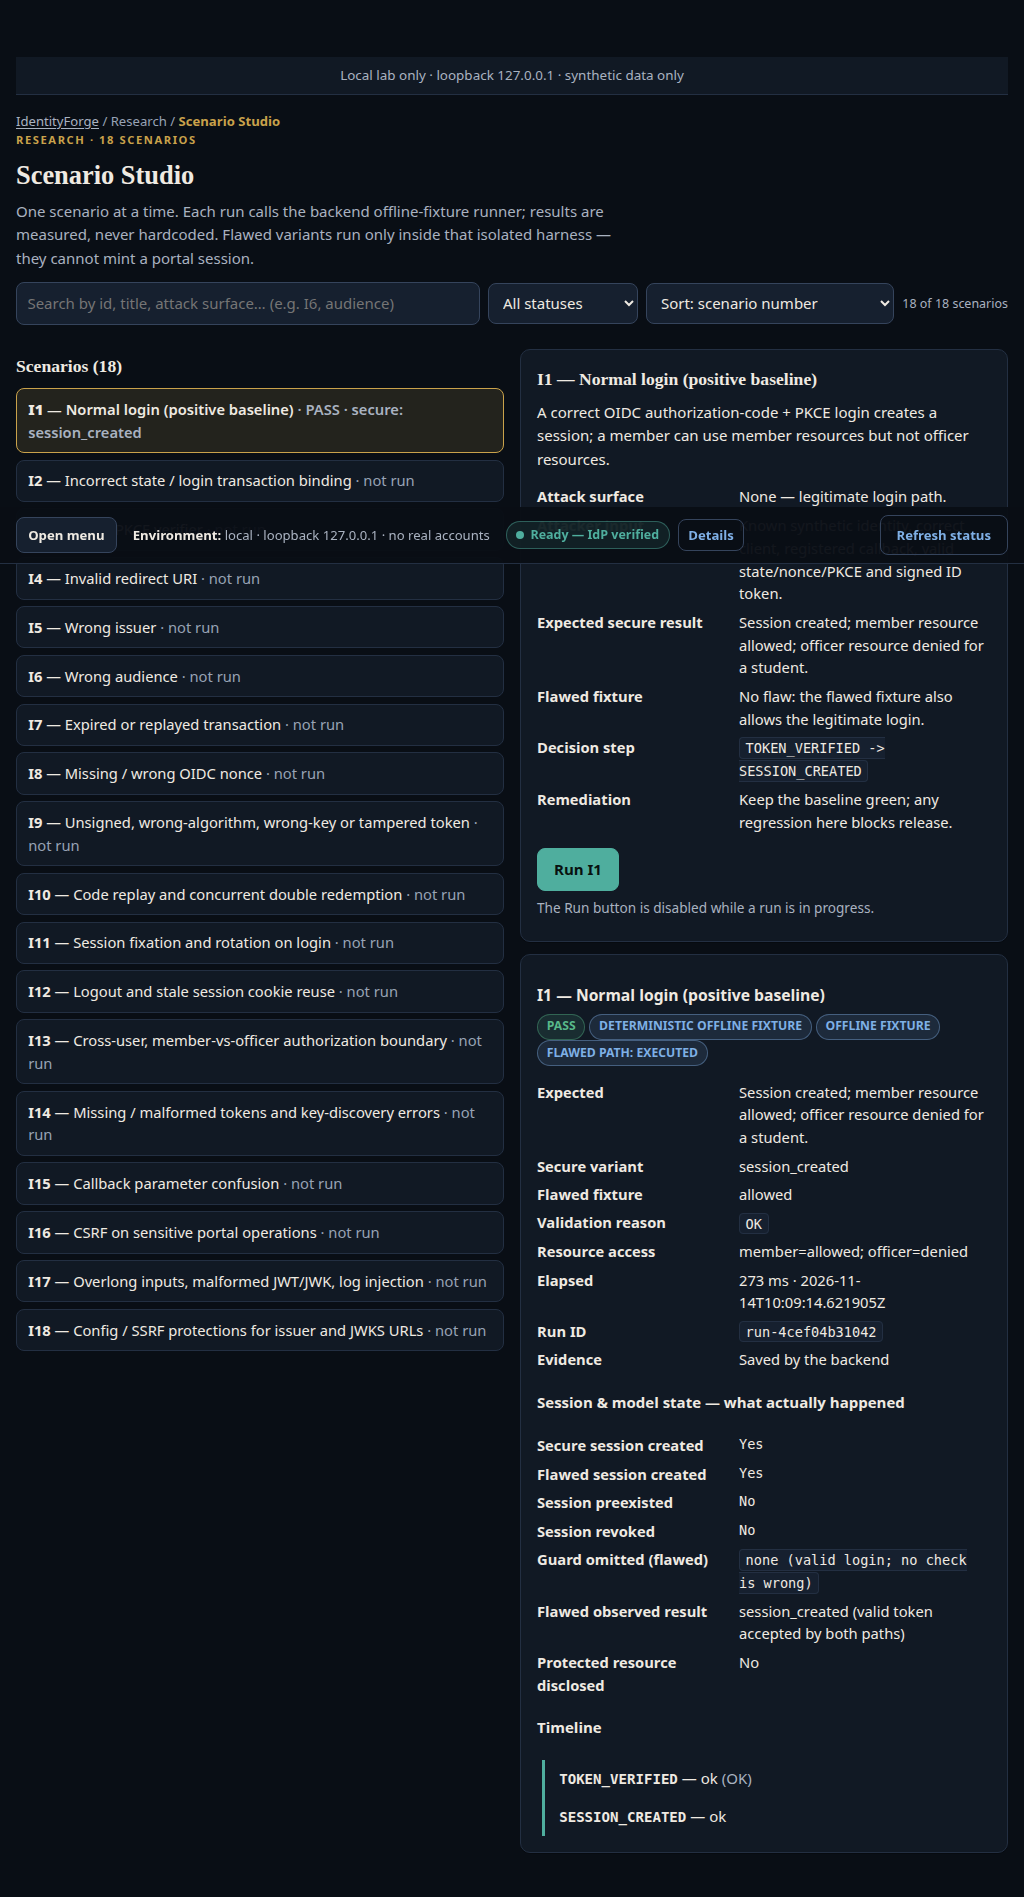 Local lab only · loopback 127.0.0.1 · synthetic data only
IdentityForge / Research / Scenario Studio
RESEARCH · 18 SCENARIOS
Scenario Studio
One scenario at a time. Each run calls the backend offline-fixture runner; results are
measured, never hardcoded. Flawed variants run only inside that isolated harness —
they cannot mint a portal session.
Search by id, title, attack surface... (e.g. I6, audience)
All statuses
Sort: scenario number
18 of 18 scenarios
Scenarios (18)
I1 — Normal login (positive baseline) · PASS · secure:
session_created
I2 — Incorrect state / login transaction binding · not run
Open menu
Environment: local · loopback 127.0.0.1 · no real accounts
Ready — IdP verified
Details
Refresh status
I4 — Invalid redirect URI · not run
I5 — Wrong issuer · not run
I6 — Wrong audience · not run
I7 — Expired or replayed transaction · not run
I8 — Missing / wrong OIDC nonce · not run
I9 — Unsigned, wrong-algorithm, wrong-key or tampered token ·
not run
I10 — Code replay and concurrent double redemption · not run
I11 — Session fixation and rotation on login · not run
I12 — Logout and stale session cookie reuse · not run
I13 — Cross-user, member-vs-officer authorization boundary · not
run
I14 — Missing / malformed tokens and key-discovery errors · not
run
I15 — Callback parameter confusion · not run
I16 — CSRF on sensitive portal operations · not run
I17 — Overlong inputs, malformed JWT/JWK, log injection · not run
I18 — Config / SSRF protections for issuer and JWKS URLs · not run
I1 — Normal login (positive baseline)
A correct OIDC authorization-code + PKCE login creates a
session; a member can use member resources but not officer
resources.
Attack surface
None — legitimate login path.
state/nonce/PKCE and signed ID
token.
Expected secure result
Session created; member resource
allowed; officer resource denied for
a student.
Flawed fixture
No flaw: the flawed fixture also
allows the legitimate login.
Decision step
TOKEN_VERIFIED ->
SESSION_CREATED
Remediation
Keep the baseline green; any
regression here blocks release.
Run I1
The Run button is disabled while a run is in progress.
I1 — Normal login (positive baseline)
PASS
DETERMINISTIC OFFLINE FIXTURE
OFFLINE FIXTURE
FLAWED PATH: EXECUTED
Expected
Session created; member resource
allowed; officer resource denied for
a student.
Secure variant
session_created
Flawed fixture
allowed
Validation reason
OK
Resource access
member=allowed; officer=denied
Elapsed
273 ms · 2026-11-
14T10:09:14.621905Z
Run ID
run-4cef04b31042
Evidence
Saved by the backend
Session & model state — what actually happened
Secure session created
Yes
Flawed session created
Yes
Session preexisted
No
Session revoked
No
Guard omitted (flawed)
none (valid login; no check
is wrong)
Flawed observed result
session_created (valid token
accepted by both paths)
Protected resource
disclosed
No
Timeline
TOKEN_VERIFIED — ok (OK)
SESSION_CREATED — ok